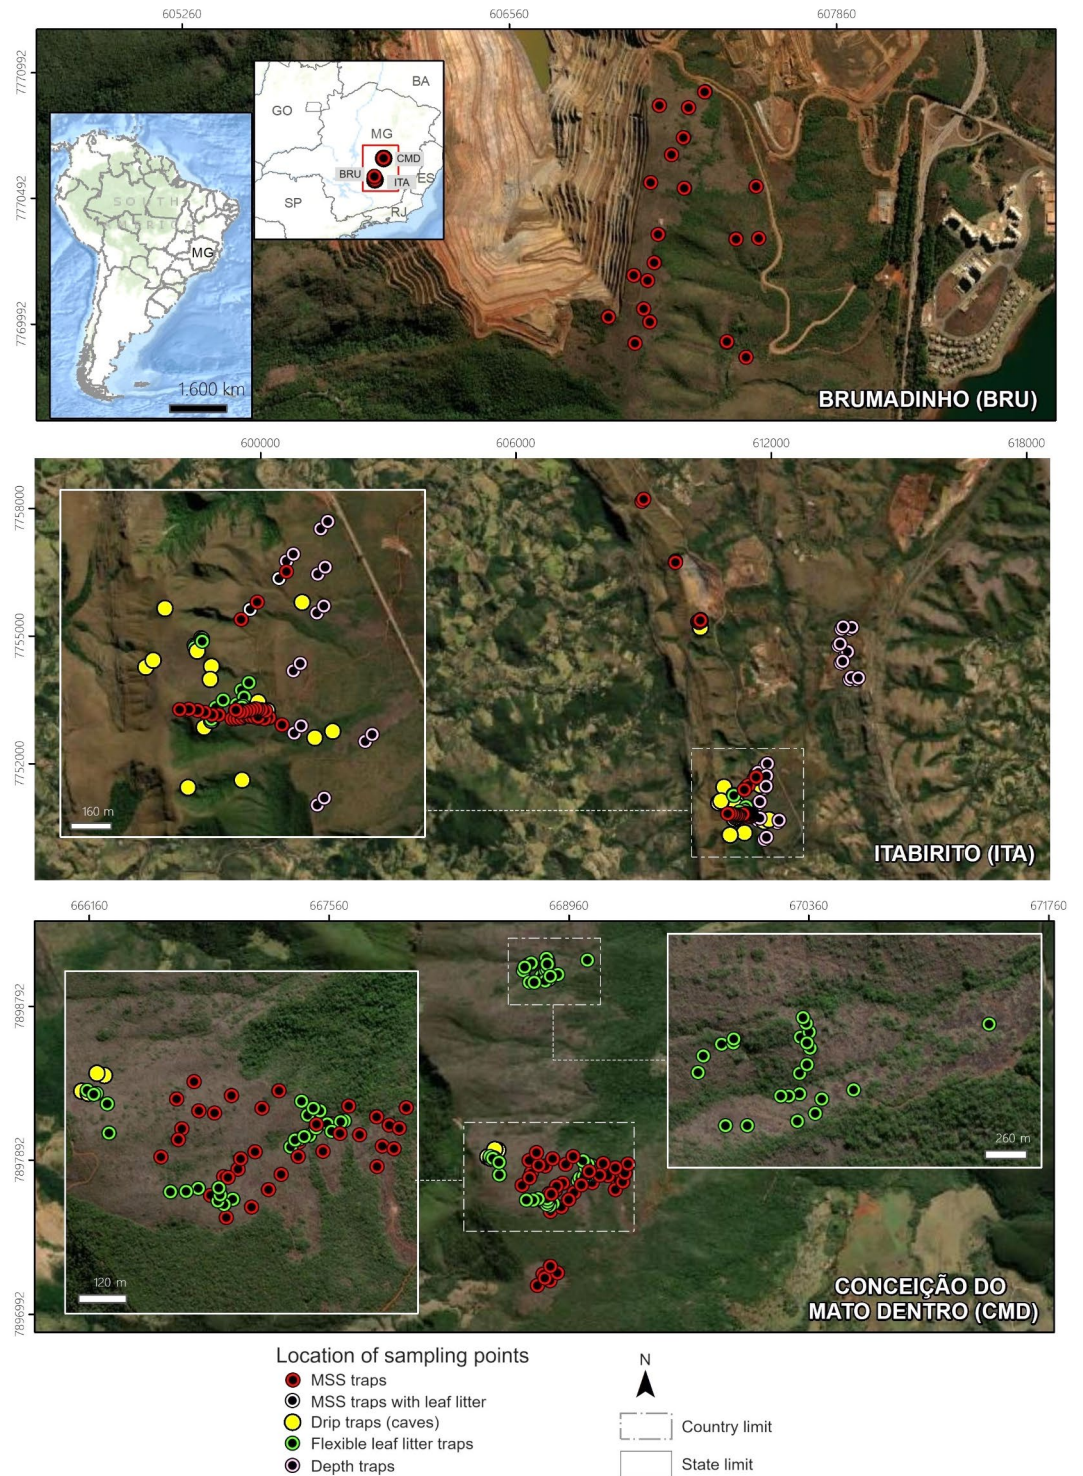 605260 606560 607860
7770992
7770492
7769992
BA
GO
MG
CMD
BRU
ITA
ES
SP
RJ
SOUTH
AMERICA
MG
1.600 km
BRUMADINHO (BRU)
600000 606000 612000 618000
7758000
7755000
7752000
160 m
ITABIRITO (ITA)
666160 667560 668960 670360 671760
7898792
7897892
7896992
260 m
120 m
CONCEIÇÃO DO
MATO DENTRO (CMD)
Location of sampling points
MSS traps
MSS traps with leaf litter
Drip traps (caves)
Flexible leaf litter traps
Depth traps
N
Country limit
State limit